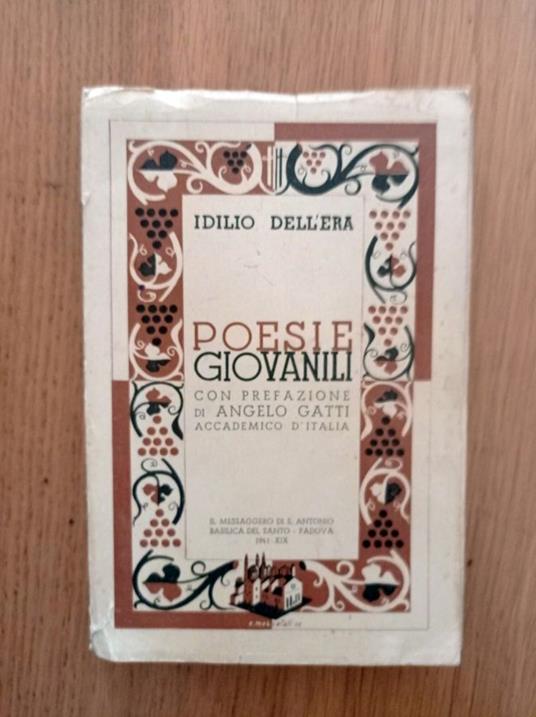 IDILIO DELL'ERA
POESIE
GIOVANILI
CON PREFAZIONE
DI ANGELO GATTI
ACCADEMICO D'ITALIA
IL MESSAGGERO DI S. ANTONIO
BASILICA DEL SANTO - PADOVA
1941 - XIX